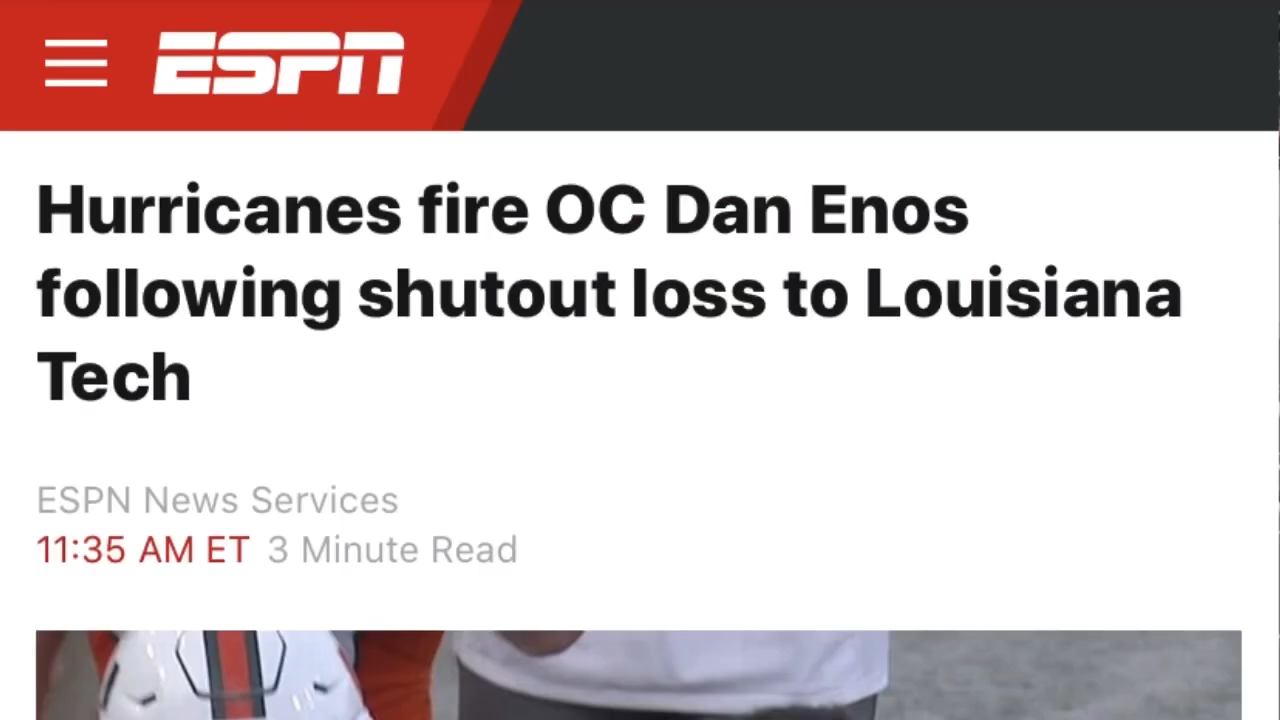 ESPN
Hurricanes fire OC Dan Enos
following shutout loss to Louisiana
Tech
ESPN News Services
11:35 AM ET 3 Minute Read